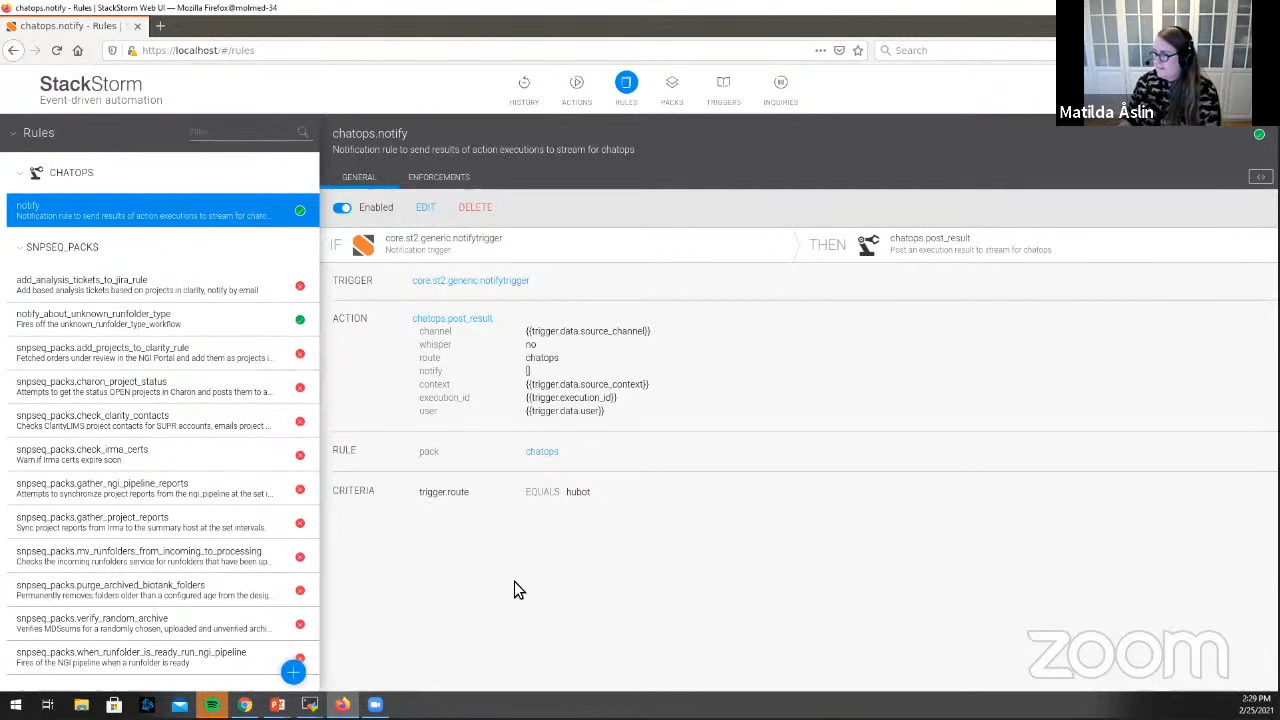 chatops.notify - Rules | StackStorm Web UI — Mozilla Firefox@molmed-34
chatops.notify - Rules | S
https://localhost/#/rules
Search
StackStorm
Event-driven automation
HISTORY
ACTIONS
RULES
PACKS
TRIGGERS
INQUIRIES
Matilda Åslin
Rules
Filter
chatops.notify
Notification rule to send results of action executions to stream for chatops
GENERAL
ENFORCEMENTS
CHATOPS
notify
Notification rule to send results of action executions to stream for chato...
SNPSEQ_PACKS
add_analysis_tickets_to_jira_rule
Add based analysis tickets based on projects in clarity, notify by email
notify_about_unknown_runfolder_type
Fires off the unknown_runfolder_type_workflow
snpseq_packs.add_projects_to_clarity_rule
Fetched orders under review in the NGI Portal and add them as projects i...
snpseq_packs.charon_project_status
Attempts to get the status OPEN projects in Charon and posts them to a...
snpseq_packs.check_clarity_contacts
Checks ClarityLIMS project contacts for SUPR accounts, emails project ...
snpseq_packs.check_irma_certs
Warn if Irma certs expire soon
snpseq_packs.gather_ngi_pipeline_reports
Attempts to synchronize project reports from the ngi_pipeline at the set i...
snpseq_packs.gather_project_reports
Sync project reports from Irma to the summary host at the set intervals.
snpseq_packs.mv_runfolders_from_incoming_to_processing
Checks the incoming runfolders service for runfolders that have been up...
snpseq_packs.purge_archived_biotank_folders
Permanently removes folders older than a configured age from the desig...
snpseq_packs.verify_random_archive
Verifies MD5sums for a randomly chosen, uploaded and unverified archi...
snpseq_packs.when_runfolder_is_ready_run_ngi_pipeline
Fires of the NGI pipeline when a runfolder is ready
Enabled
EDIT
DELETE
IF
core.st2.generic.notifytrigger
Notification trigger.
THEN
chatops.post_result
Post an execution result to stream for chatops
TRIGGER
core.st2.generic.notifytrigger
ACTION
chatops.post_result
channel {{trigger.data.source_channel}}
whisper no
route chatops
notify []
context {{trigger.data.source_context}}
execution_id {{trigger.execution_id}}
user {{trigger.data.user}}
RULE
pack chatops
CRITERIA
trigger.route EQUALS hubot
zoom
2:29 PM
2/25/2021